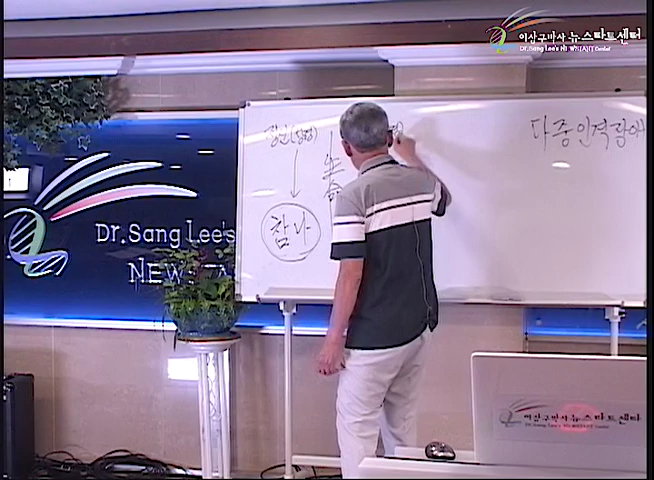 이상구박사 뉴스타트센터
Dr.Sang Lee's NEWSTART Center
다중인격장애
참나
Dr.Sang Lee's
NEWSTA
이상구박사 뉴스타트센터
Dr.Sang Lee's NEWSTART Center